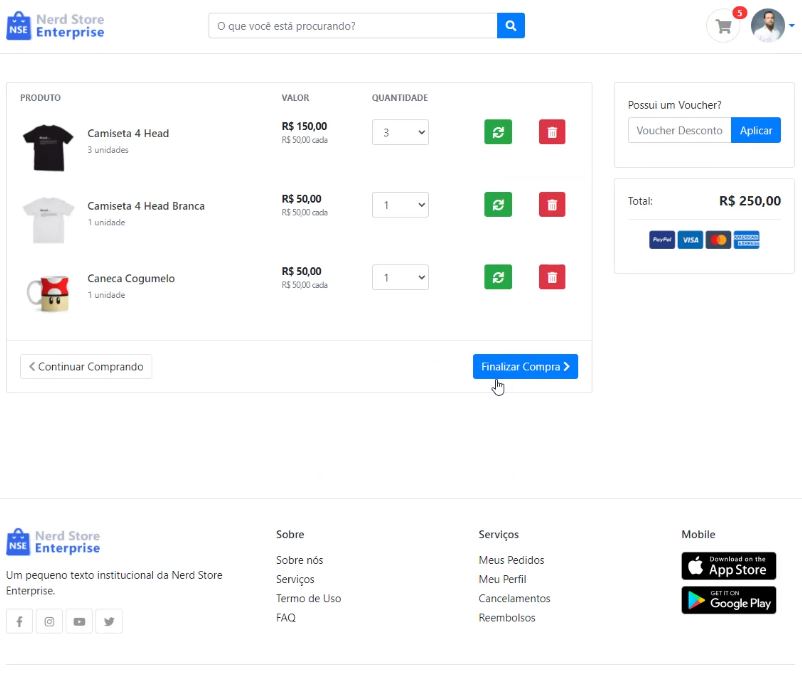 NSE
Nerd Store
Enterprise
O que você está procurando?
5
PRODUTO VALOR QUANTIDADE
Camiseta 4 Head
3 unidades
R$ 150,00
R$ 50,00 cada
3
Camiseta 4 Head Branca
1 unidade
R$ 50,00
R$ 50,00 cada
1
Caneca Cogumelo
1 unidade
R$ 50,00
R$ 50,00 cada
1
Continuar Comprando
Finalizar Compra
Possui um Voucher?
Voucher Desconto Aplicar
Total: R$ 250,00
PayPal VISA
NSE
Nerd Store
Enterprise
Um pequeno texto institucional da Nerd Store
Enterprise.
Sobre
Sobre nós
Serviços
Termo de Uso
FAQ
Serviços
Meus Pedidos
Meu Perfil
Cancelamentos
Reembolsos
Mobile
Download on the
App Store
GET IT ON
Google Play